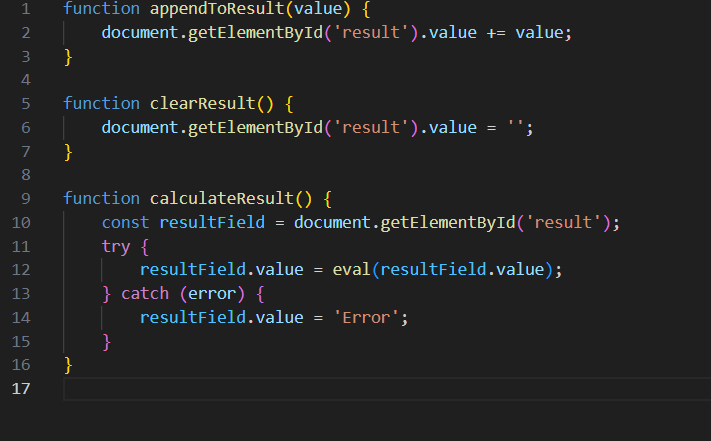 1 function appendToResult(value) {
2     document.getElementById('result').value += value;
3 }
4
5 function clearResult() {
6     document.getElementById('result').value = '';
7 }
8
9 function calculateResult() {
10     const resultField = document.getElementById('result');
11     try {
12         resultField.value = eval(resultField.value);
13     } catch (error) {
14         resultField.value = 'Error';
15     }
16 }
17